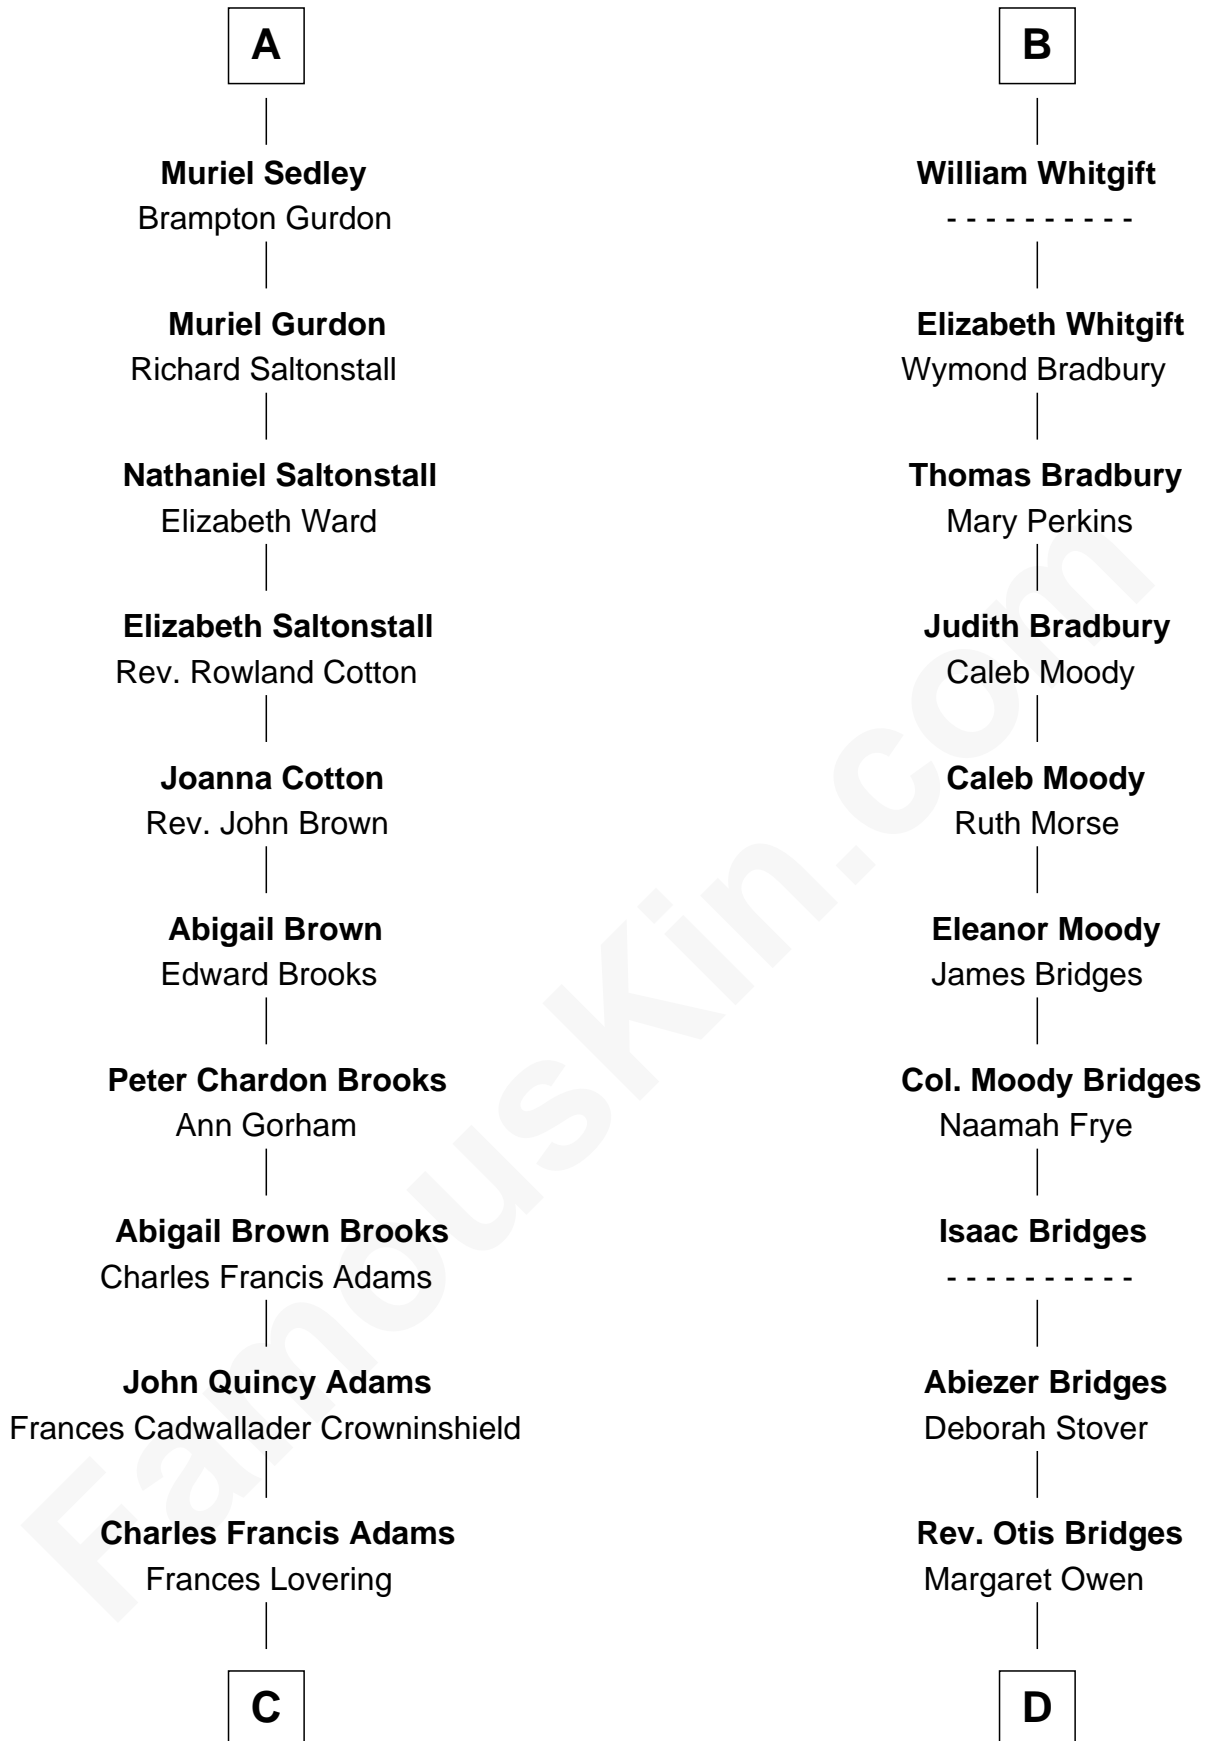 A
Muriel Sedley
Brampton Gurdon
Muriel Gurdon
Richard Saltonstall
Nathaniel Saltonstall
Elizabeth Ward
Elizabeth Saltonstall
Rev. Rowland Cotton
Joanna Cotton
Rev. John Brown
Abigail Brown
Edward Brooks
Peter Chardon Brooks
Ann Gorham
Abigail Brown Brooks
Charles Francis Adams
John Quincy Adams
Frances Cadwallader Crowninshield
Charles Francis Adams
Frances Lovering
C
B
William Whitgift
- - - - - - - - - -
Elizabeth Whitgift
Wymond Bradbury
Thomas Bradbury
Mary Perkins
Judith Bradbury
Caleb Moody
Caleb Moody
Ruth Morse
Eleanor Moody
James Bridges
Col. Moody Bridges
Naamah Frye
Isaac Bridges
- - - - - - - - - -
Abiezer Bridges
Deborah Stover
Rev. Otis Bridges
Margaret Owen
D
FamousKin.com